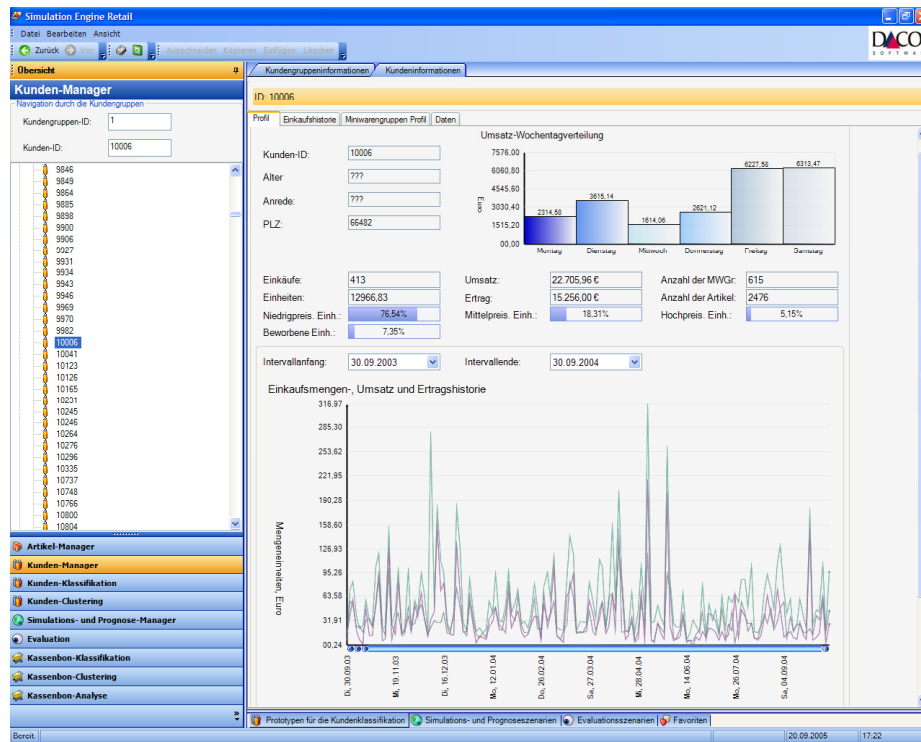 Simulation Engine Retail
Datei Bearbeiten Ansicht
Zurück Vor Ausschneiden Kopieren Einfügen Löschen
DACOS
SOFTWARE
Übersicht
Kunden-Manager
Navigation durch die Kundengruppen
Kundengruppen-ID: 1
Kunden-ID: 10006
9846
9849
9864
9885
9898
9900
9906
9927
9931
9934
9943
9946
9969
9970
9982
10006
10041
10123
10126
10165
10231
10245
10246
10264
10276
10296
10335
10737
10748
10766
10800
10804
Artikel-Manager
Kunden-Manager
Kunden-Klassifikation
Kunden-Clustering
Simulations- und Prognose-Manager
Evaluation
Kassenbon-Klassifikation
Kassenbon-Clustering
Kassenbon-Analyse
Kundengruppeninformationen Kundeninformationen
ID: 10006
Profil Einkaufshistorie Miniwarengruppen Profil Daten
Kunden-ID: 10006
Alter ???
Anrede: ???
PLZ: 66482
Umsatz-Wochentagverteilung
7576,00
6060,80
4545,60
3030,40
1515,20
00,00
Euro
2314,58
3615,14
1614,06
2621,12
6227,58
6313,47
Montag Dienstag Mittwoch Donnerstag Freitag Samstag
Einkäufe: 413 Umsatz: 22.705,96 € Anzahl der MWGr: 615
Einheiten: 12966,83 Ertrag: 15.256,00 € Anzahl der Artikel: 2476
Niedrigpreis. Einh.: 76,54% Mittelpreis. Einh.: 18,31% Hochpreis. Einh.: 5,15%
Beworbene Einh.: 7,35%
Intervallanfang: 30.09.2003 Intervallende: 30.09.2004
Einkaufsmengen-, Umsatz und Ertragshistorie
316,97
285,30
253,62
221,95
190,28
158,60
126,93
95,26
63,58
31,91
00,24
Mengeneinheiten, Euro
Di, 30.09.03
Mi, 19.11.03
Di, 16.12.03
Mo, 12.01.04
Do, 26.02.04
Sa, 27.03.04
Mi, 28.04.04
Mo, 14.06.04
Mo, 26.07.04
Sa, 04.09.04
Prototypen für die Kundenklassifikation Simulations- und Prognoseszenarien Evaluationsszenarien Favoriten
Bereit. 20.09.2005 17:22